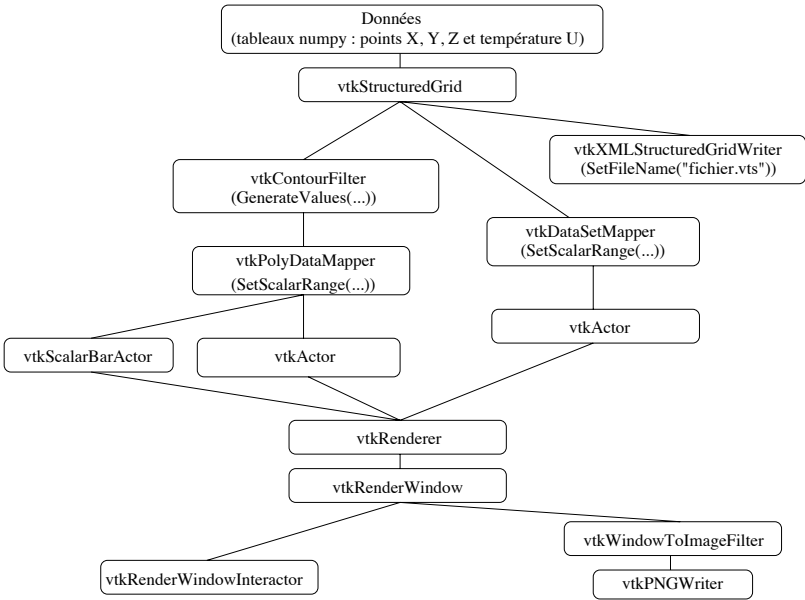 Données
(tableaux numpy : points X, Y, Z et température U)
vtkStructuredGrid
vtkXMLStructuredGridWriter
(SetFileName("fichier.vts"))
vtkContourFilter
(GenerateValues(...))
vtkDataSetMapper
(SetScalarRange(...))
vtkPolyDataMapper
(SetScalarRange(...))
vtkActor
vtkScalarBarActor
vtkActor
vtkRenderer
vtkRenderWindow
vtkWindowToImageFilter
vtkRenderWindowInteractor
vtkPNGWriter